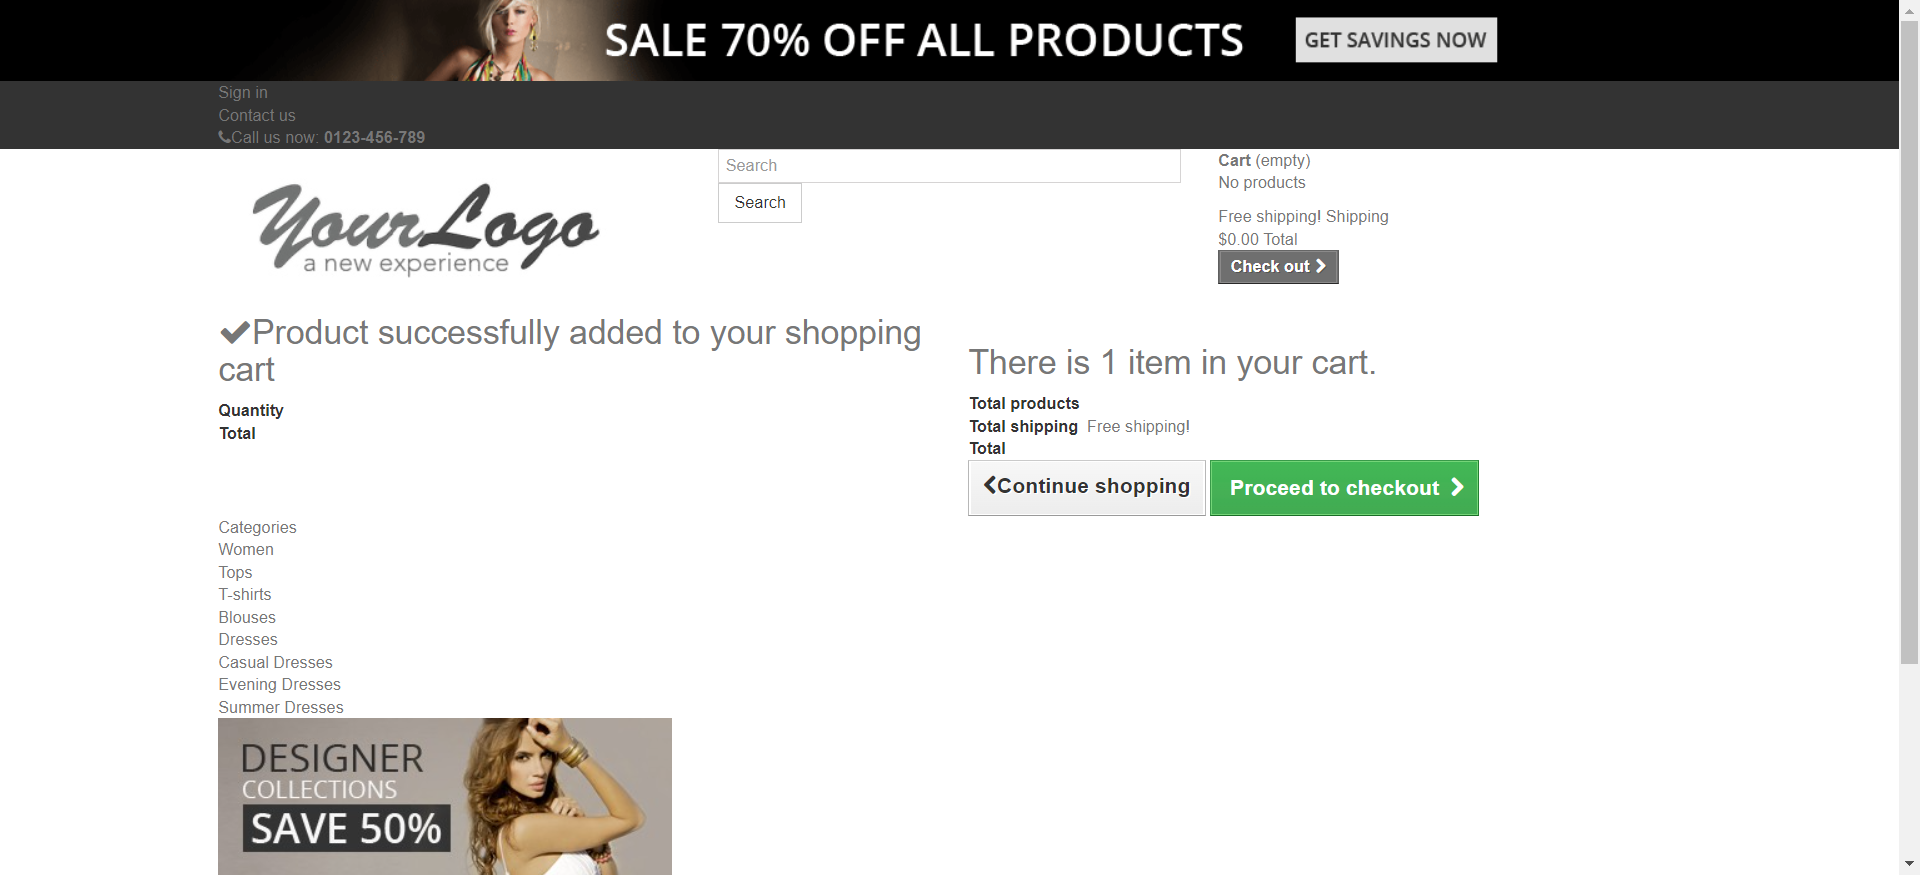 SALE 70% OFF ALL PRODUCTS
GET SAVINGS NOW
Sign in
Contact us
Call us now: 0123-456-789
Search
Search
Cart (empty)
No products
Free shipping! Shipping
$0.00 Total
Check out
YourLogo
a new experience
Product successfully added to your shopping
cart
Quantity
Total
There is 1 item in your cart.
Total products
Total shipping Free shipping!
Total
Continue shopping
Proceed to checkout
Categories
Women
Tops
T-shirts
Blouses
Dresses
Casual Dresses
Evening Dresses
Summer Dresses
DESIGNER
COLLECTIONS
SAVE 50%